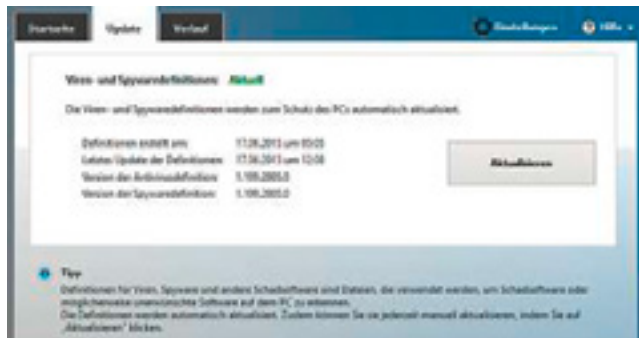 Startseite Update Verlauf Einstellungen Hilfe
Viren- und Spywaredefinitionen: Aktuell
Die Viren- und Spywaredefinitionen werden zum Schutz des PCs automatisch aktualisiert.
Definitionen erstellt um:
Letztes Update der Definitionen:
Version der Antivirusdefinition:
Version der Spywaredefinition:
Aktualisieren
Tipp
Definitionen für Viren, Spyware und andere Schadsoftware sind Dateien, die verwendet werden, um Schadsoftware oder
möglicherweise unerwünschte Software auf dem PC zu erkennen.
Die Definitionen werden automatisch aktualisiert. Zudem können Sie sie jederzeit manuell aktualisieren, indem Sie auf
„Aktualisieren" klicken.